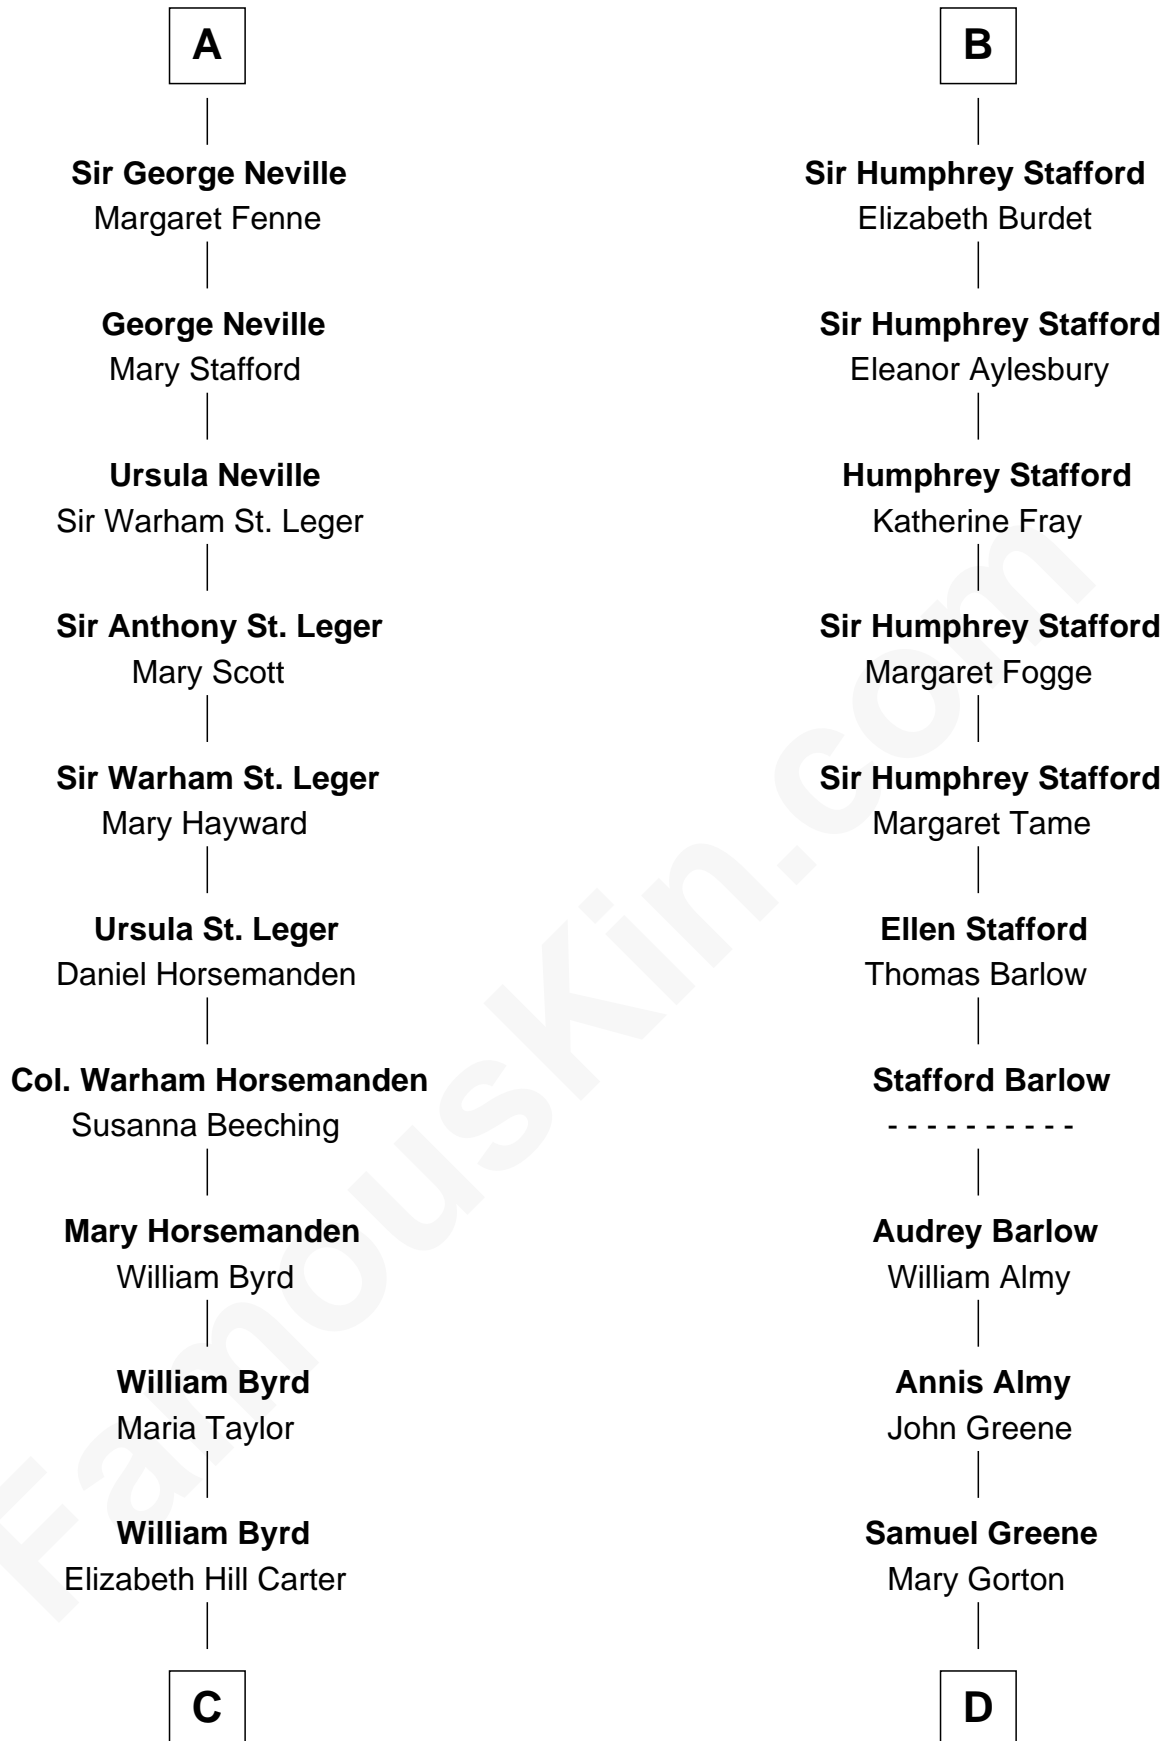 A
Sir George Neville
Margaret Fenne
George Neville
Mary Stafford
Ursula Neville
Sir Warham St. Leger
Sir Anthony St. Leger
Mary Scott
Sir Warham St. Leger
Mary Hayward
Ursula St. Leger
Daniel Horsemanden
Col. Warham Horsemanden
Susanna Beeching
Mary Horsemanden
William Byrd
William Byrd
Maria Taylor
William Byrd
Elizabeth Hill Carter
C
B
Sir Humphrey Stafford
Elizabeth Burdet
Sir Humphrey Stafford
Eleanor Aylesbury
Humphrey Stafford
Katherine Fray
Sir Humphrey Stafford
Margaret Fogge
Sir Humphrey Stafford
Margaret Tame
Ellen Stafford
Thomas Barlow
Stafford Barlow
- - - - - - - - - -
Audrey Barlow
William Almy
Annis Almy
John Greene
Samuel Greene
Mary Gorton
D
FamousKin.com